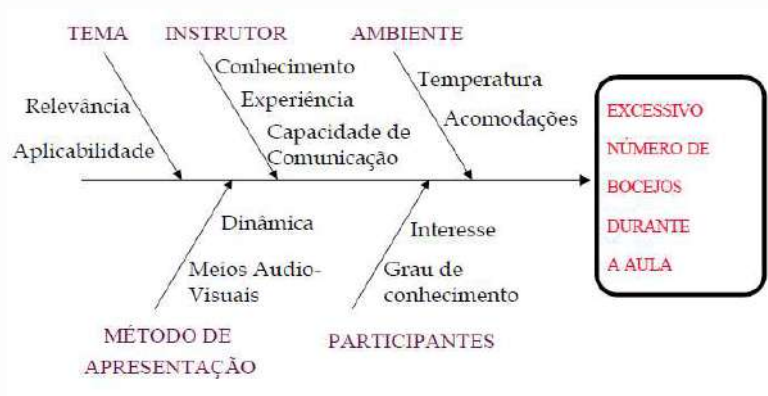 TEMA
INSTRUTOR
AMBIENTE
Conhecimento
Experiência
Capacidade de
Comunicação
Relevância
Aplicabilidade
Temperatura
Acomodações
EXCESSIVO
NÚMERO DE
BOCEJOS
DURANTE
A AULA
Dinâmica
Meios Audio-
Visuais
Interesse
Grau de
conhecimento
MÉTODO DE
APRESENTAÇÃO
PARTICIPANTES